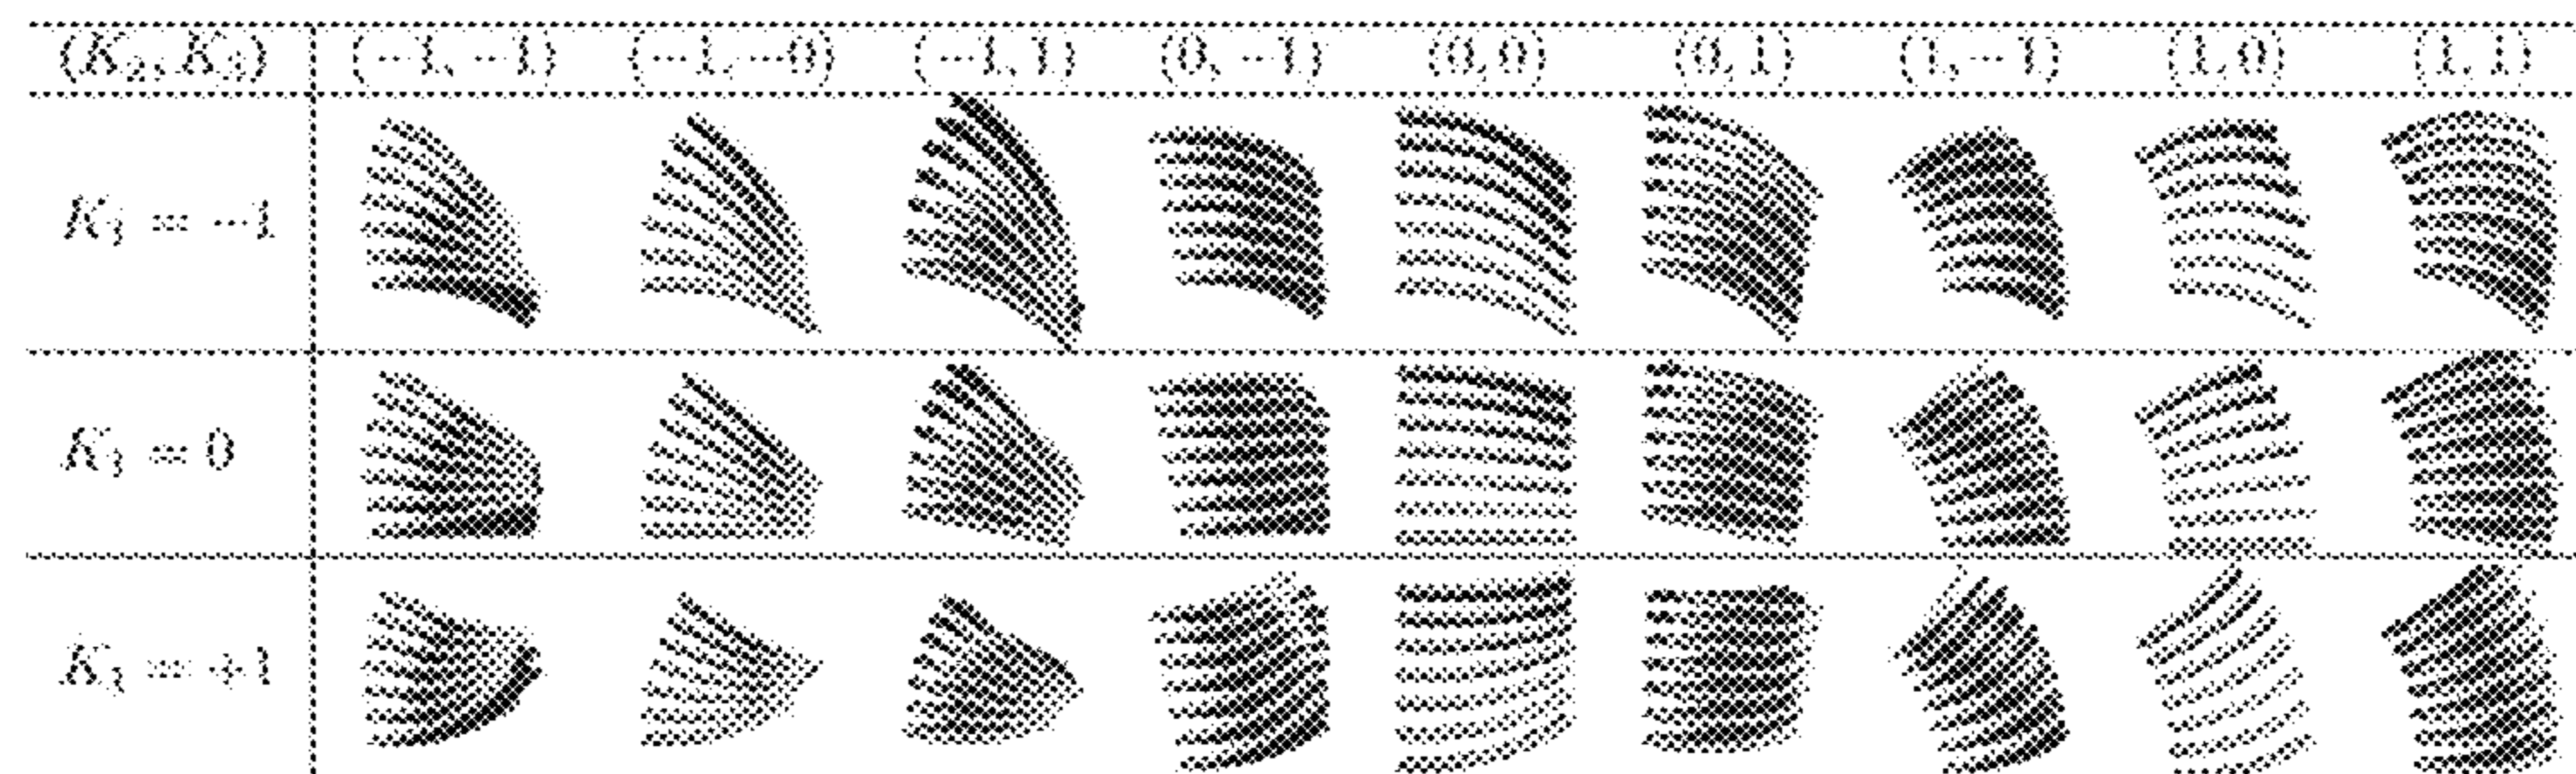 (K₂, K₃) (−1, −1) (−1, −0) (−1, 1) (0, −1) (0,0) (0, 1) (1, −1) (1, 0) (1, 1)
K₁ = −1
K₁ = 0
K₁ = +1